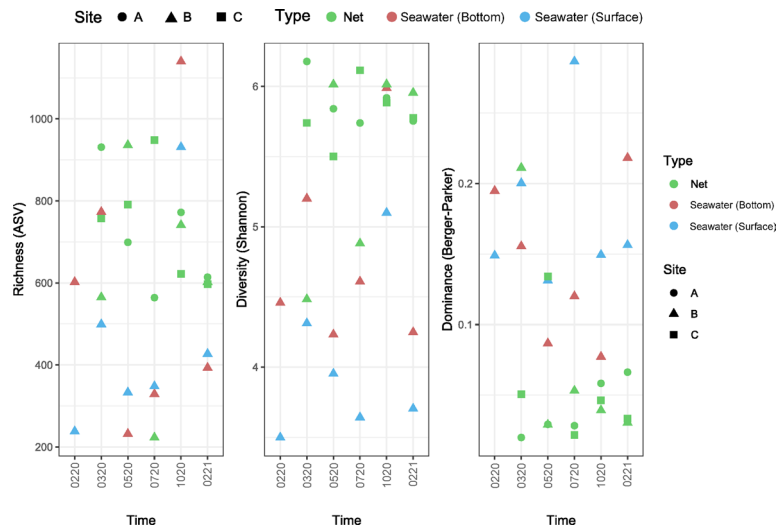 Site A B C Type Net Seawater (Bottom) Seawater (Surface)
Richness (ASV)
1000
800
600
400
200
0220 0320 0520 0720 1020 0221
Time
Diversity (Shannon)
6
5
4
0220 0320 0520 0720 1020 0221
Time
Dominance (Berger-Parker)
0.2
0.1
0220 0320 0520 0720 1020 0221
Time
Type
Net
Seawater (Bottom)
Seawater (Surface)
Site
A
B
C